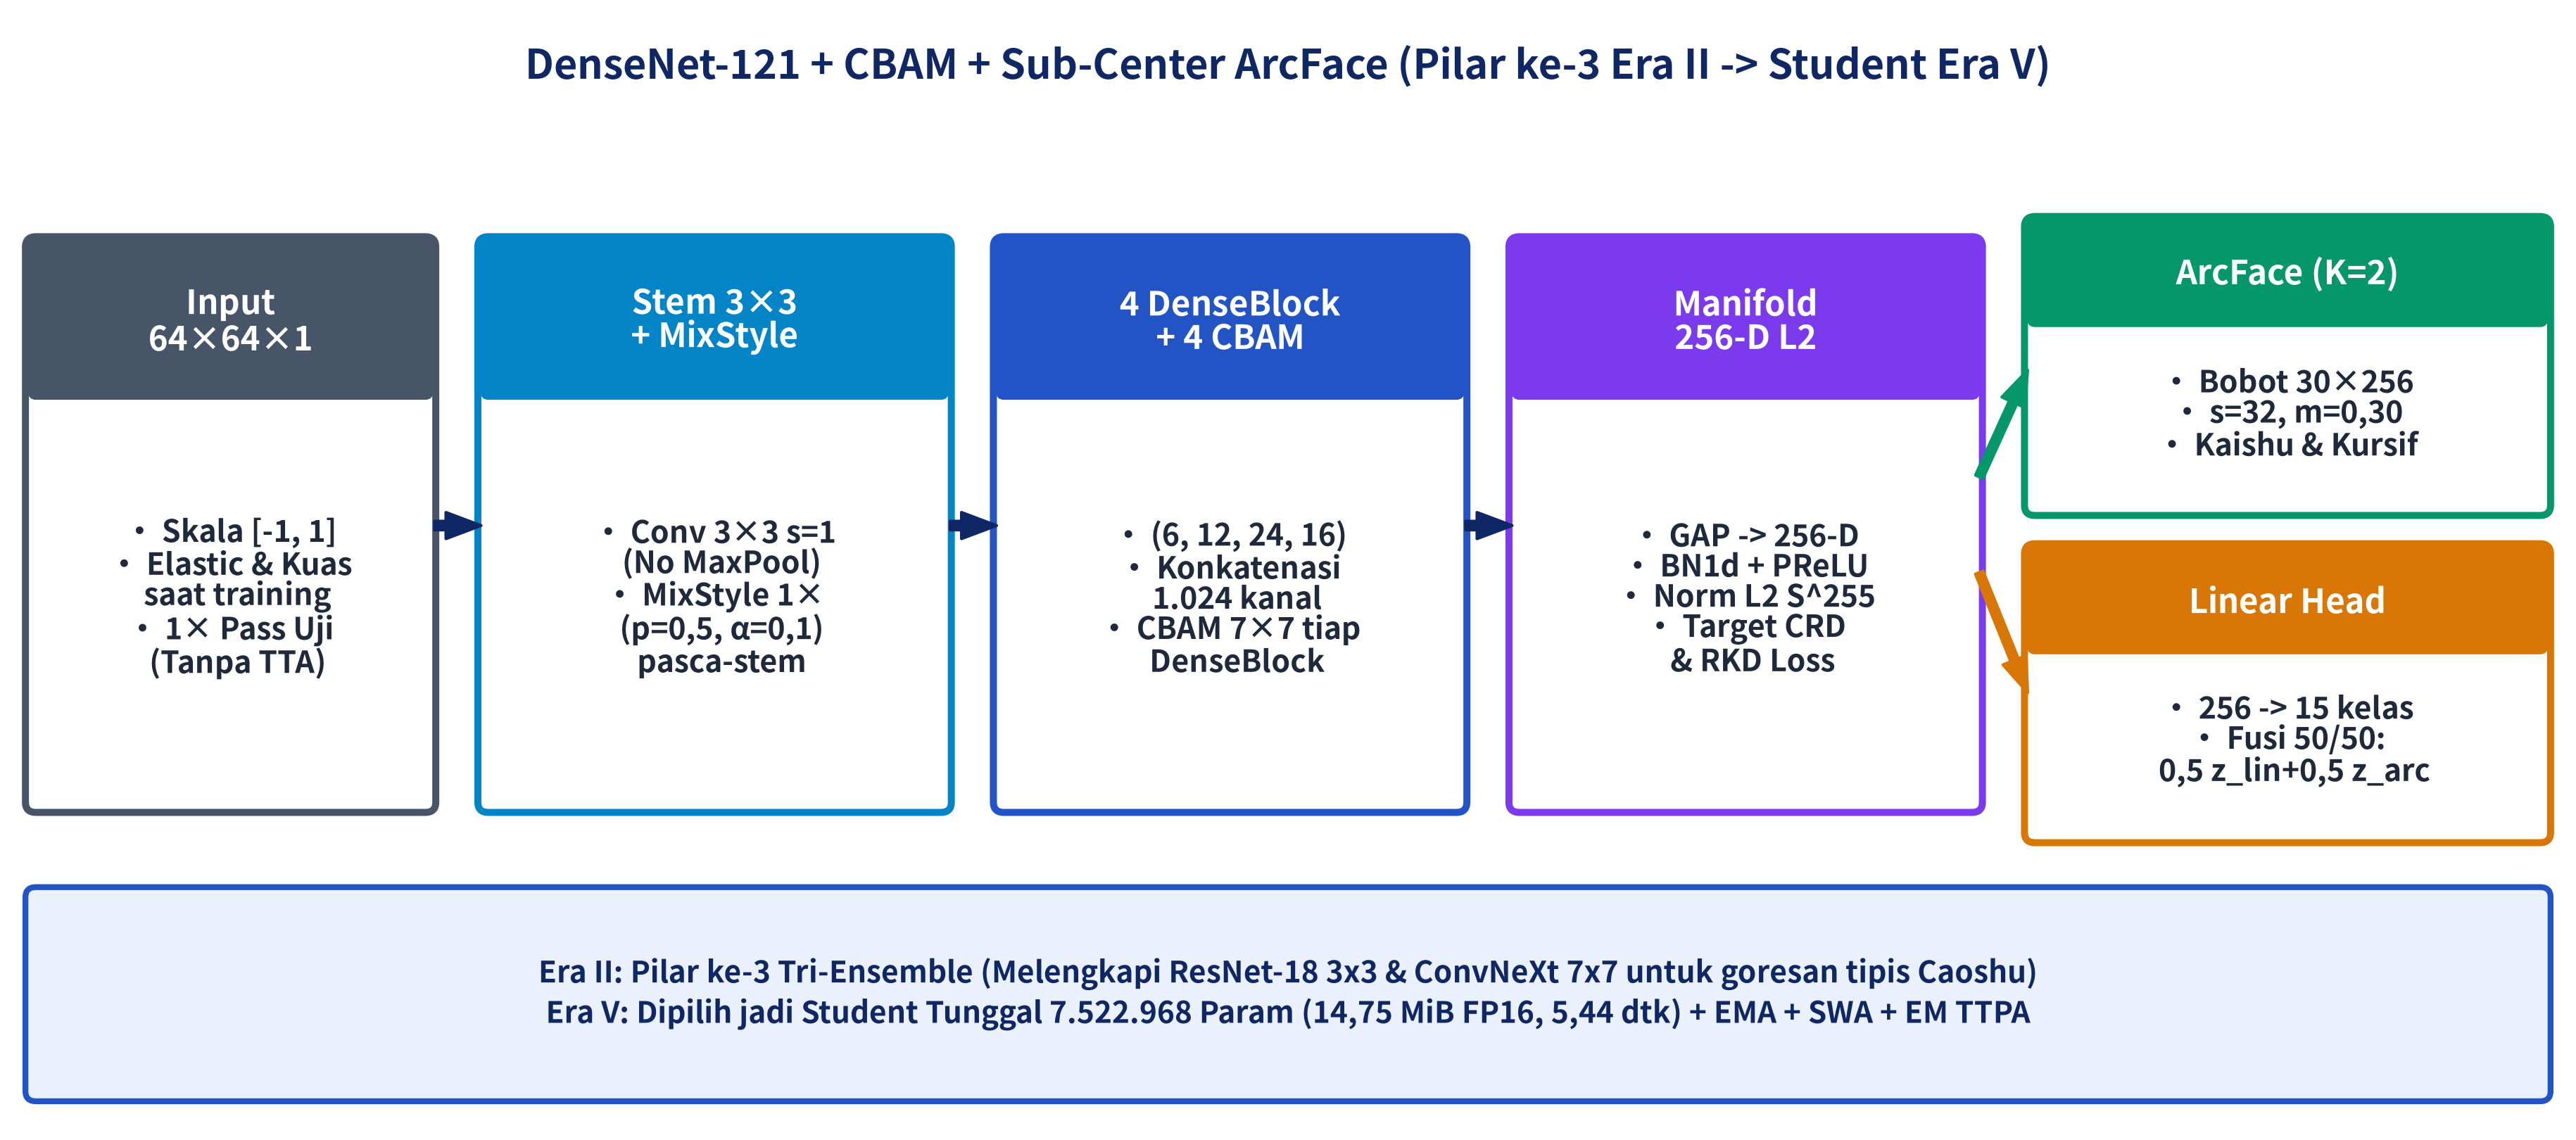 DenseNet-121 + CBAM + Sub-Center ArcFace (Pilar ke-3 Era II -> Student Era V)
Input
64×64×1
• Skala [-1, 1]
• Elastic & Kuas
saat training
• 1× Pass Uji
(Tanpa TTA)
Stem 3×3
+ MixStyle
• Conv 3×3 s=1
(No MaxPool)
• MixStyle 1×
(p=0,5, α=0,1)
pasca-stem
4 DenseBlock
+ 4 CBAM
• (6, 12, 24, 16)
• Konkatenasi
1.024 kanal
• CBAM 7×7 tiap
DenseBlock
Manifold
256-D L2
• GAP -> 256-D
• BN1d + PReLU
• Norm L2 S^255
• Target CRD
& RKD Loss
ArcFace (K=2)
• Bobot 30×256
• s=32, m=0,30
• Kaishu & Kursif
Linear Head
• 256 -> 15 kelas
• Fusi 50/50:
0,5 z_lin+0,5 z_arc
Era II: Pilar ke-3 Tri-Ensemble (Melengkapi ResNet-18 3x3 & ConvNeXt 7x7 untuk goresan tipis Caoshu)
Era V: Dipilih jadi Student Tunggal 7.522.968 Param (14,75 MiB FP16, 5,44 dtk) + EMA + SWA + EM TTPA